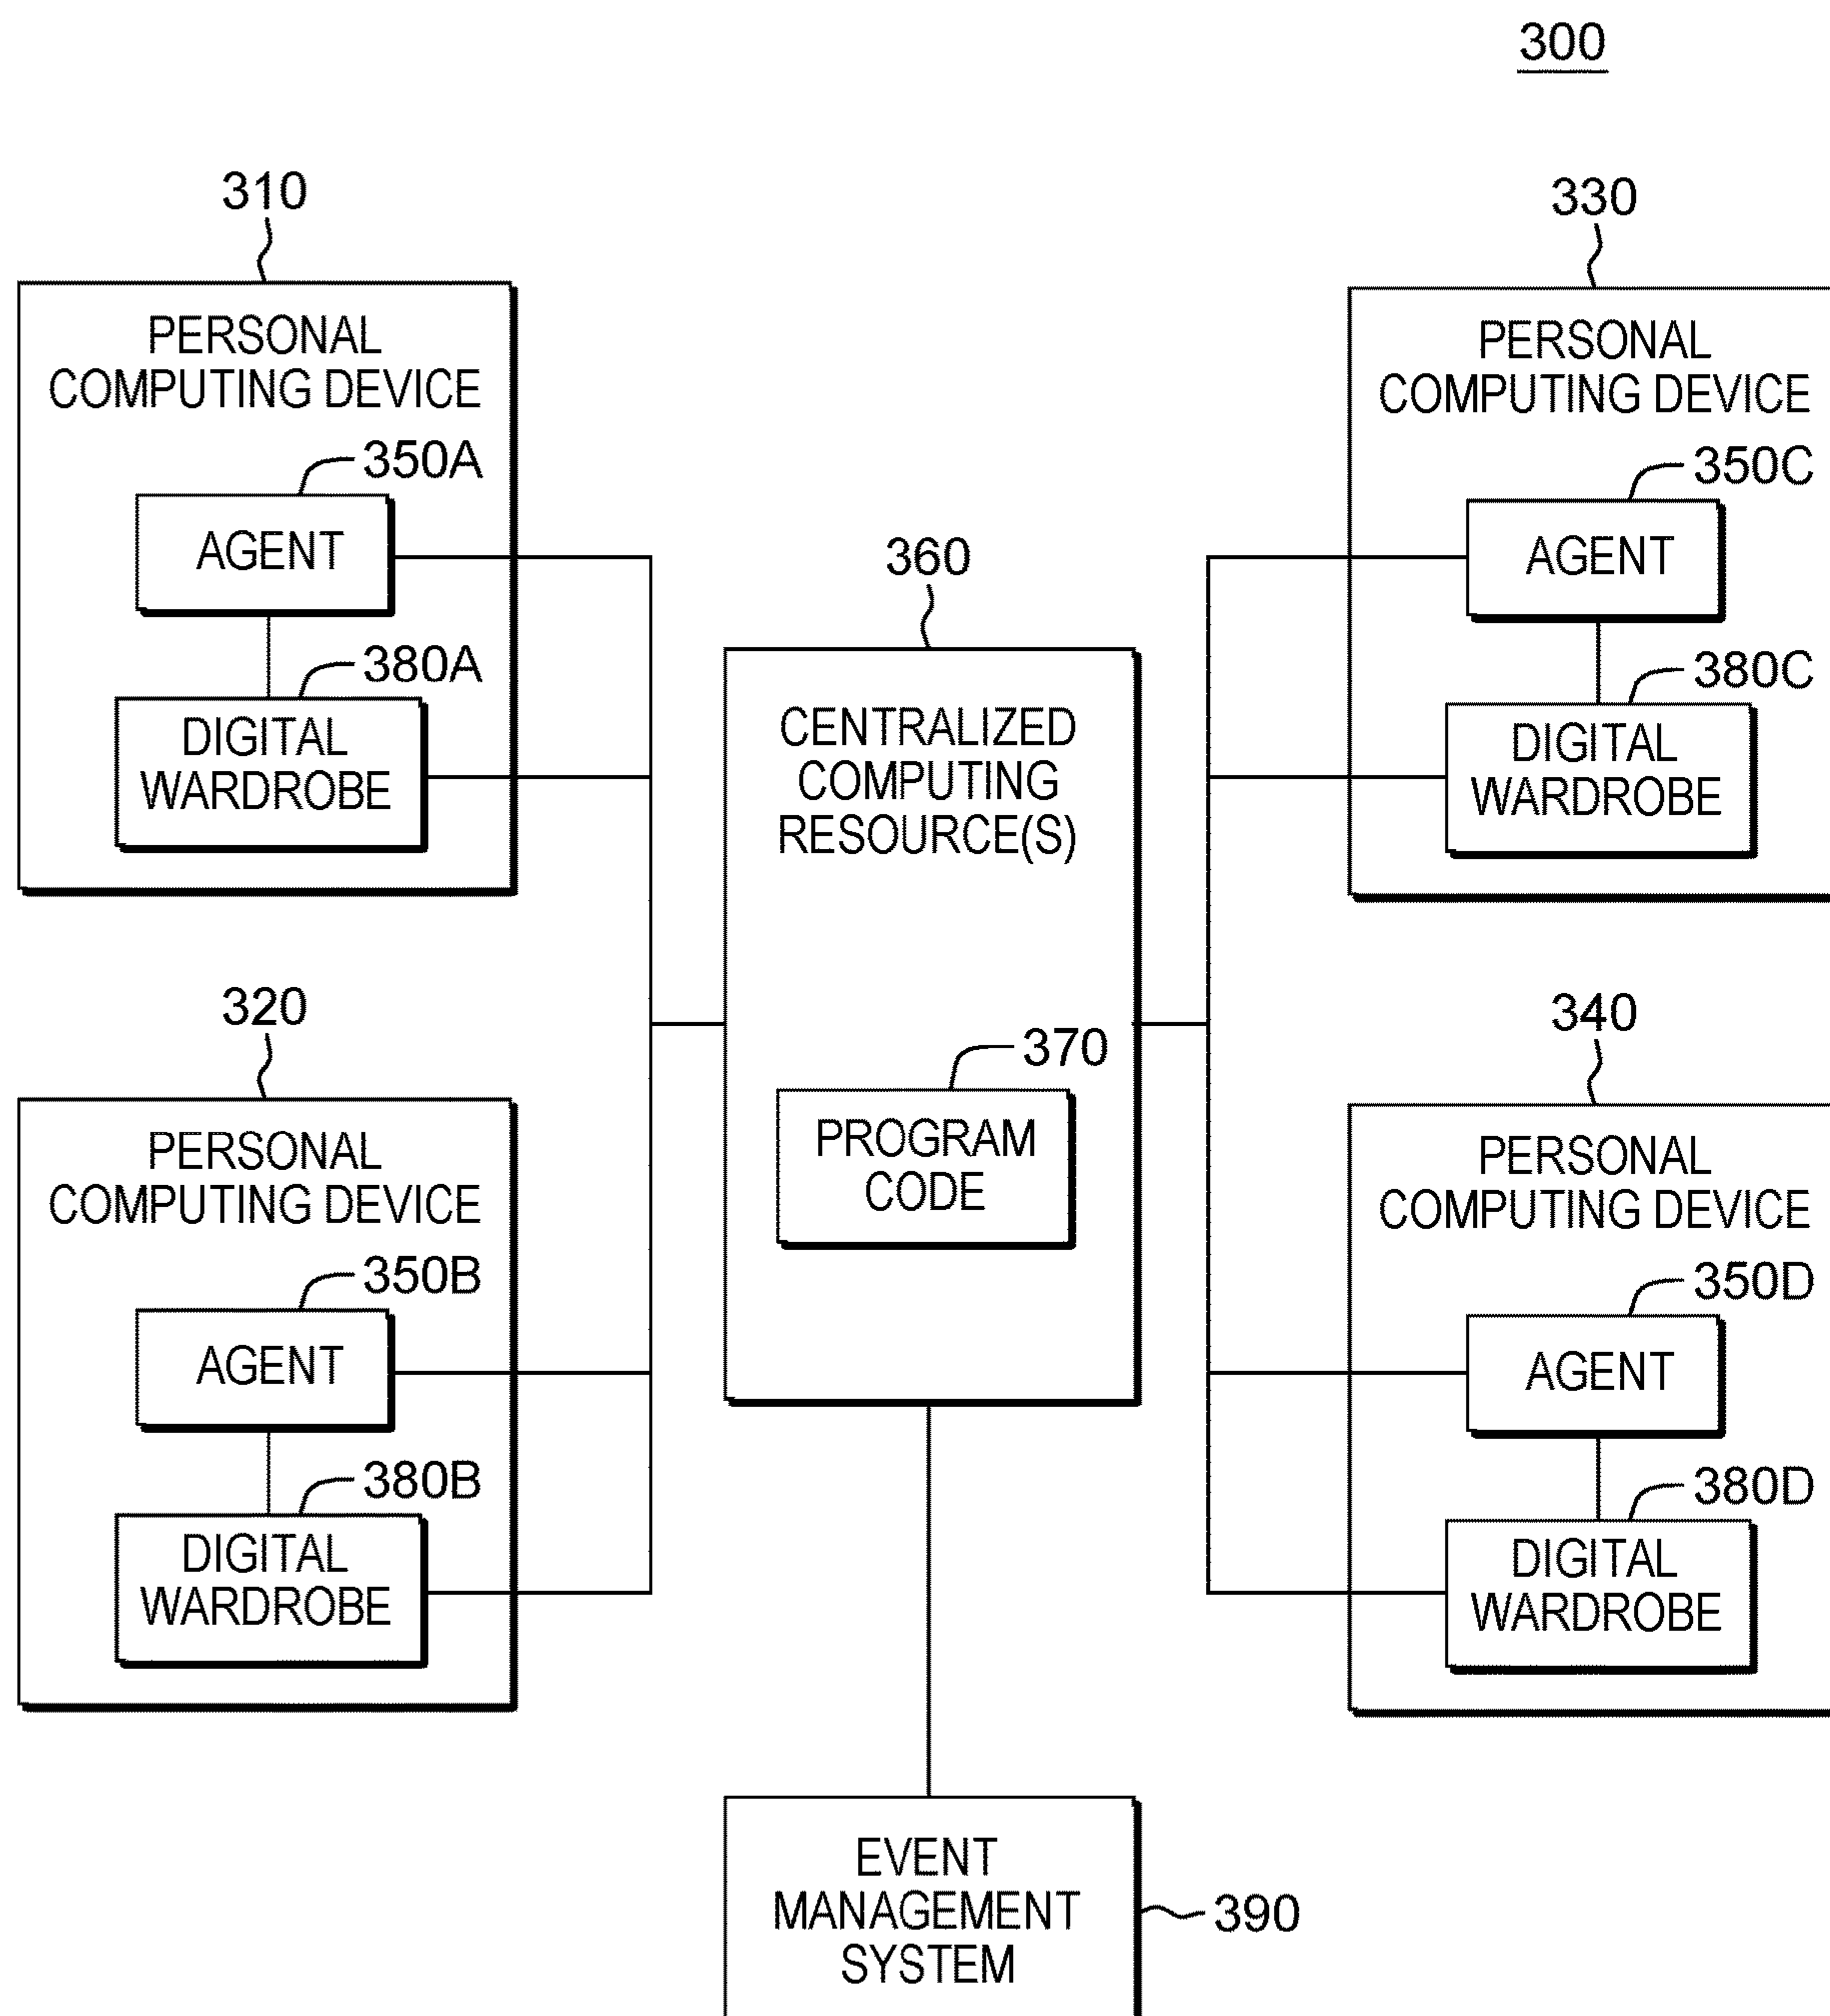 300
310
PERSONAL
COMPUTING DEVICE
350A
AGENT
380A
DIGITAL
WARDROBE
320
PERSONAL
COMPUTING DEVICE
350B
AGENT
380B
DIGITAL
WARDROBE
360
CENTRALIZED
COMPUTING
RESOURCE(S)
370
PROGRAM
CODE
330
PERSONAL
COMPUTING DEVICE
350C
AGENT
380C
DIGITAL
WARDROBE
340
PERSONAL
COMPUTING DEVICE
350D
AGENT
380D
DIGITAL
WARDROBE
EVENT
MANAGEMENT
SYSTEM
390